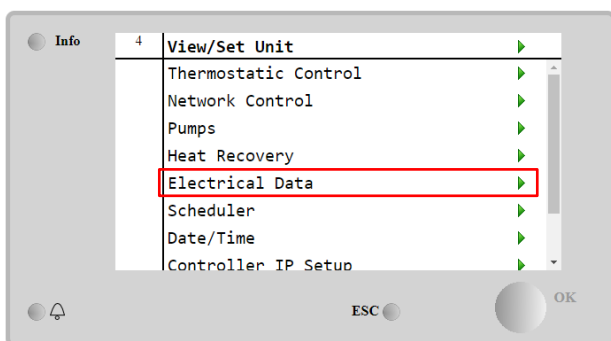 Info
4 View/Set Unit
Thermostatic Control
Network Control
Pumps
Heat Recovery
Electrical Data
Scheduler
Date/Time
Controller IP Setup
ESC OK